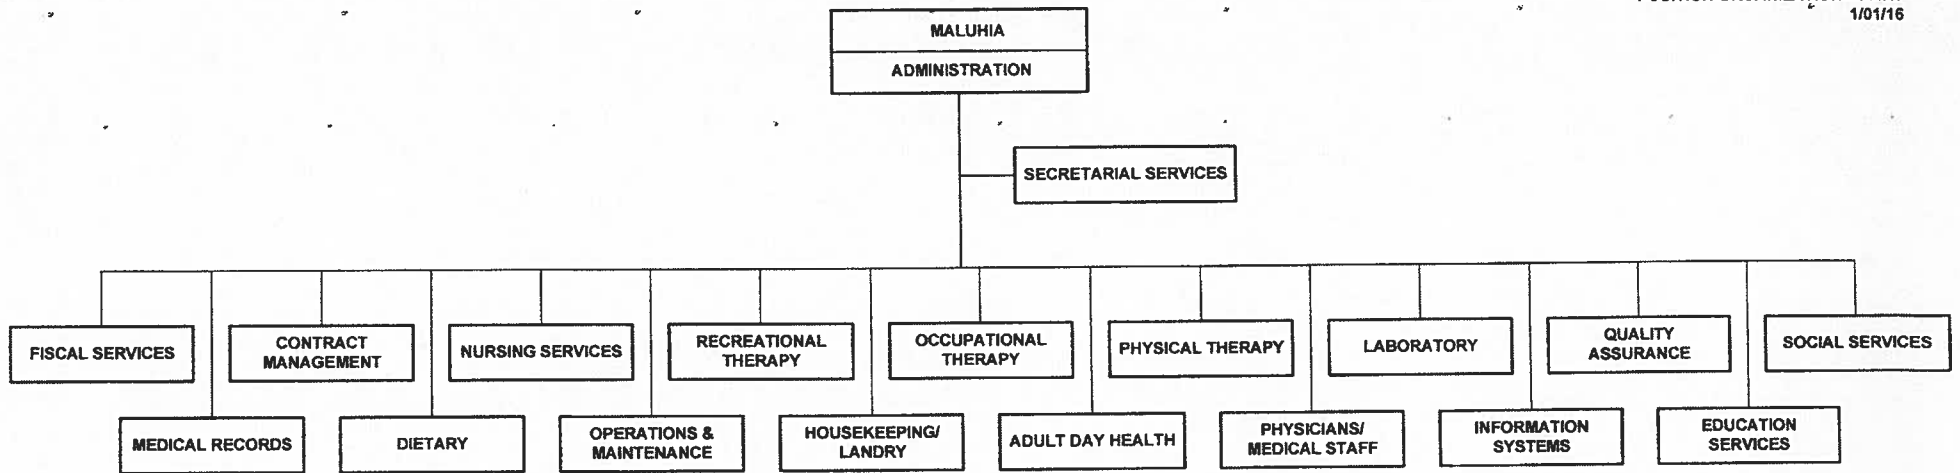 1/01/16
MALUHIA
ADMINISTRATION
SECRETARIAL SERVICES
FISCAL SERVICES
CONTRACT
MANAGEMENT
NURSING SERVICES
RECREATIONAL
THERAPY
OCCUPATIONAL
THERAPY
PHYSICAL THERAPY
LABORATORY
QUALITY
ASSURANCE
SOCIAL SERVICES
MEDICAL RECORDS
DIETARY
OPERATIONS &
MAINTENANCE
HOUSEKEEPING/
LANDRY
ADULT DAY HEALTH
PHYSICIANS/
MEDICAL STAFF
INFORMATION
SYSTEMS
EDUCATION
SERVICES